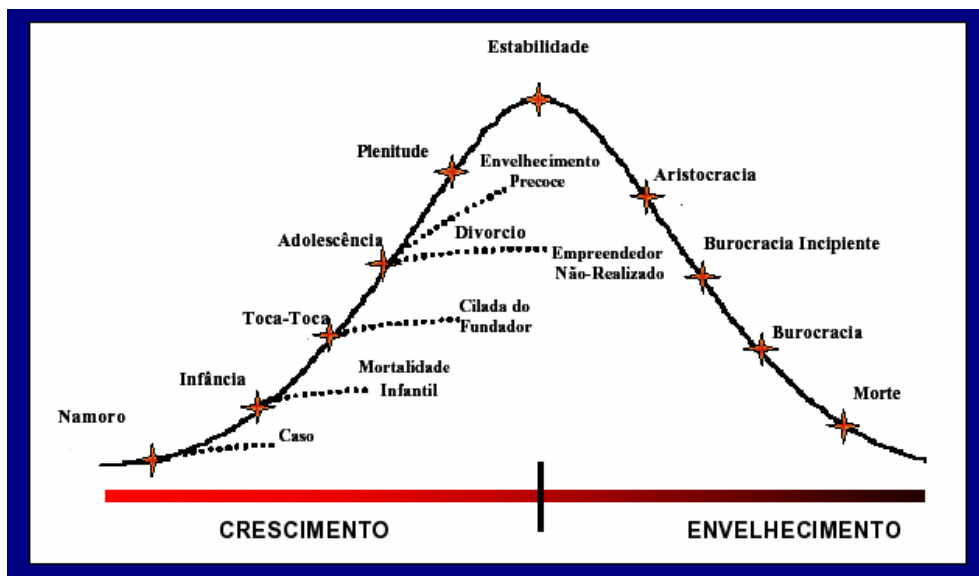 Estabilidade
Plenitude
Envelhecimento
Precoce
Aristocracia
Adolescência
Divorcio
Empreendedor
Não-Realizado
Burocracia Incipiente
Toca-Toca
Cilada do
Fundador
Burocracia
Infância
Mortalidade
Infantil
Morte
Namoro
Caso
CRESCIMENTO
ENVELHECIMENTO